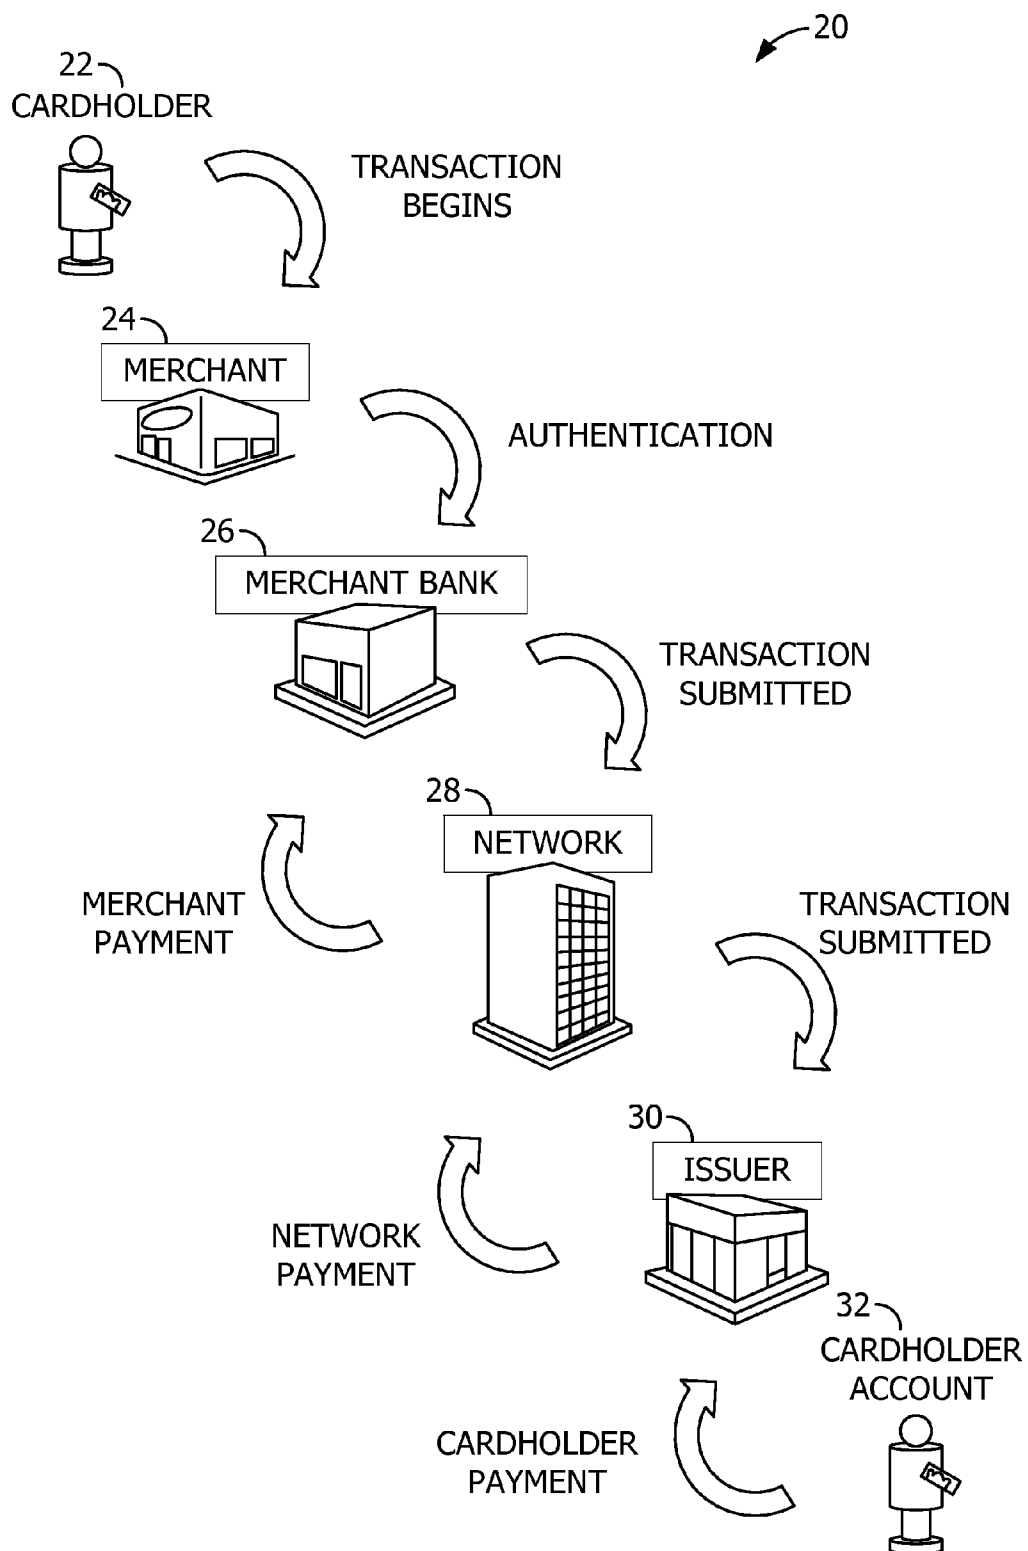 20
22
CARDHOLDER
TRANSACTION
BEGINS
24
MERCHANT
AUTHENTICATION
26
MERCHANT BANK
TRANSACTION
SUBMITTED
28
NETWORK
MERCHANT
PAYMENT
TRANSACTION
SUBMITTED
30
ISSUER
NETWORK
PAYMENT
32
CARDHOLDER
ACCOUNT
CARDHOLDER
PAYMENT